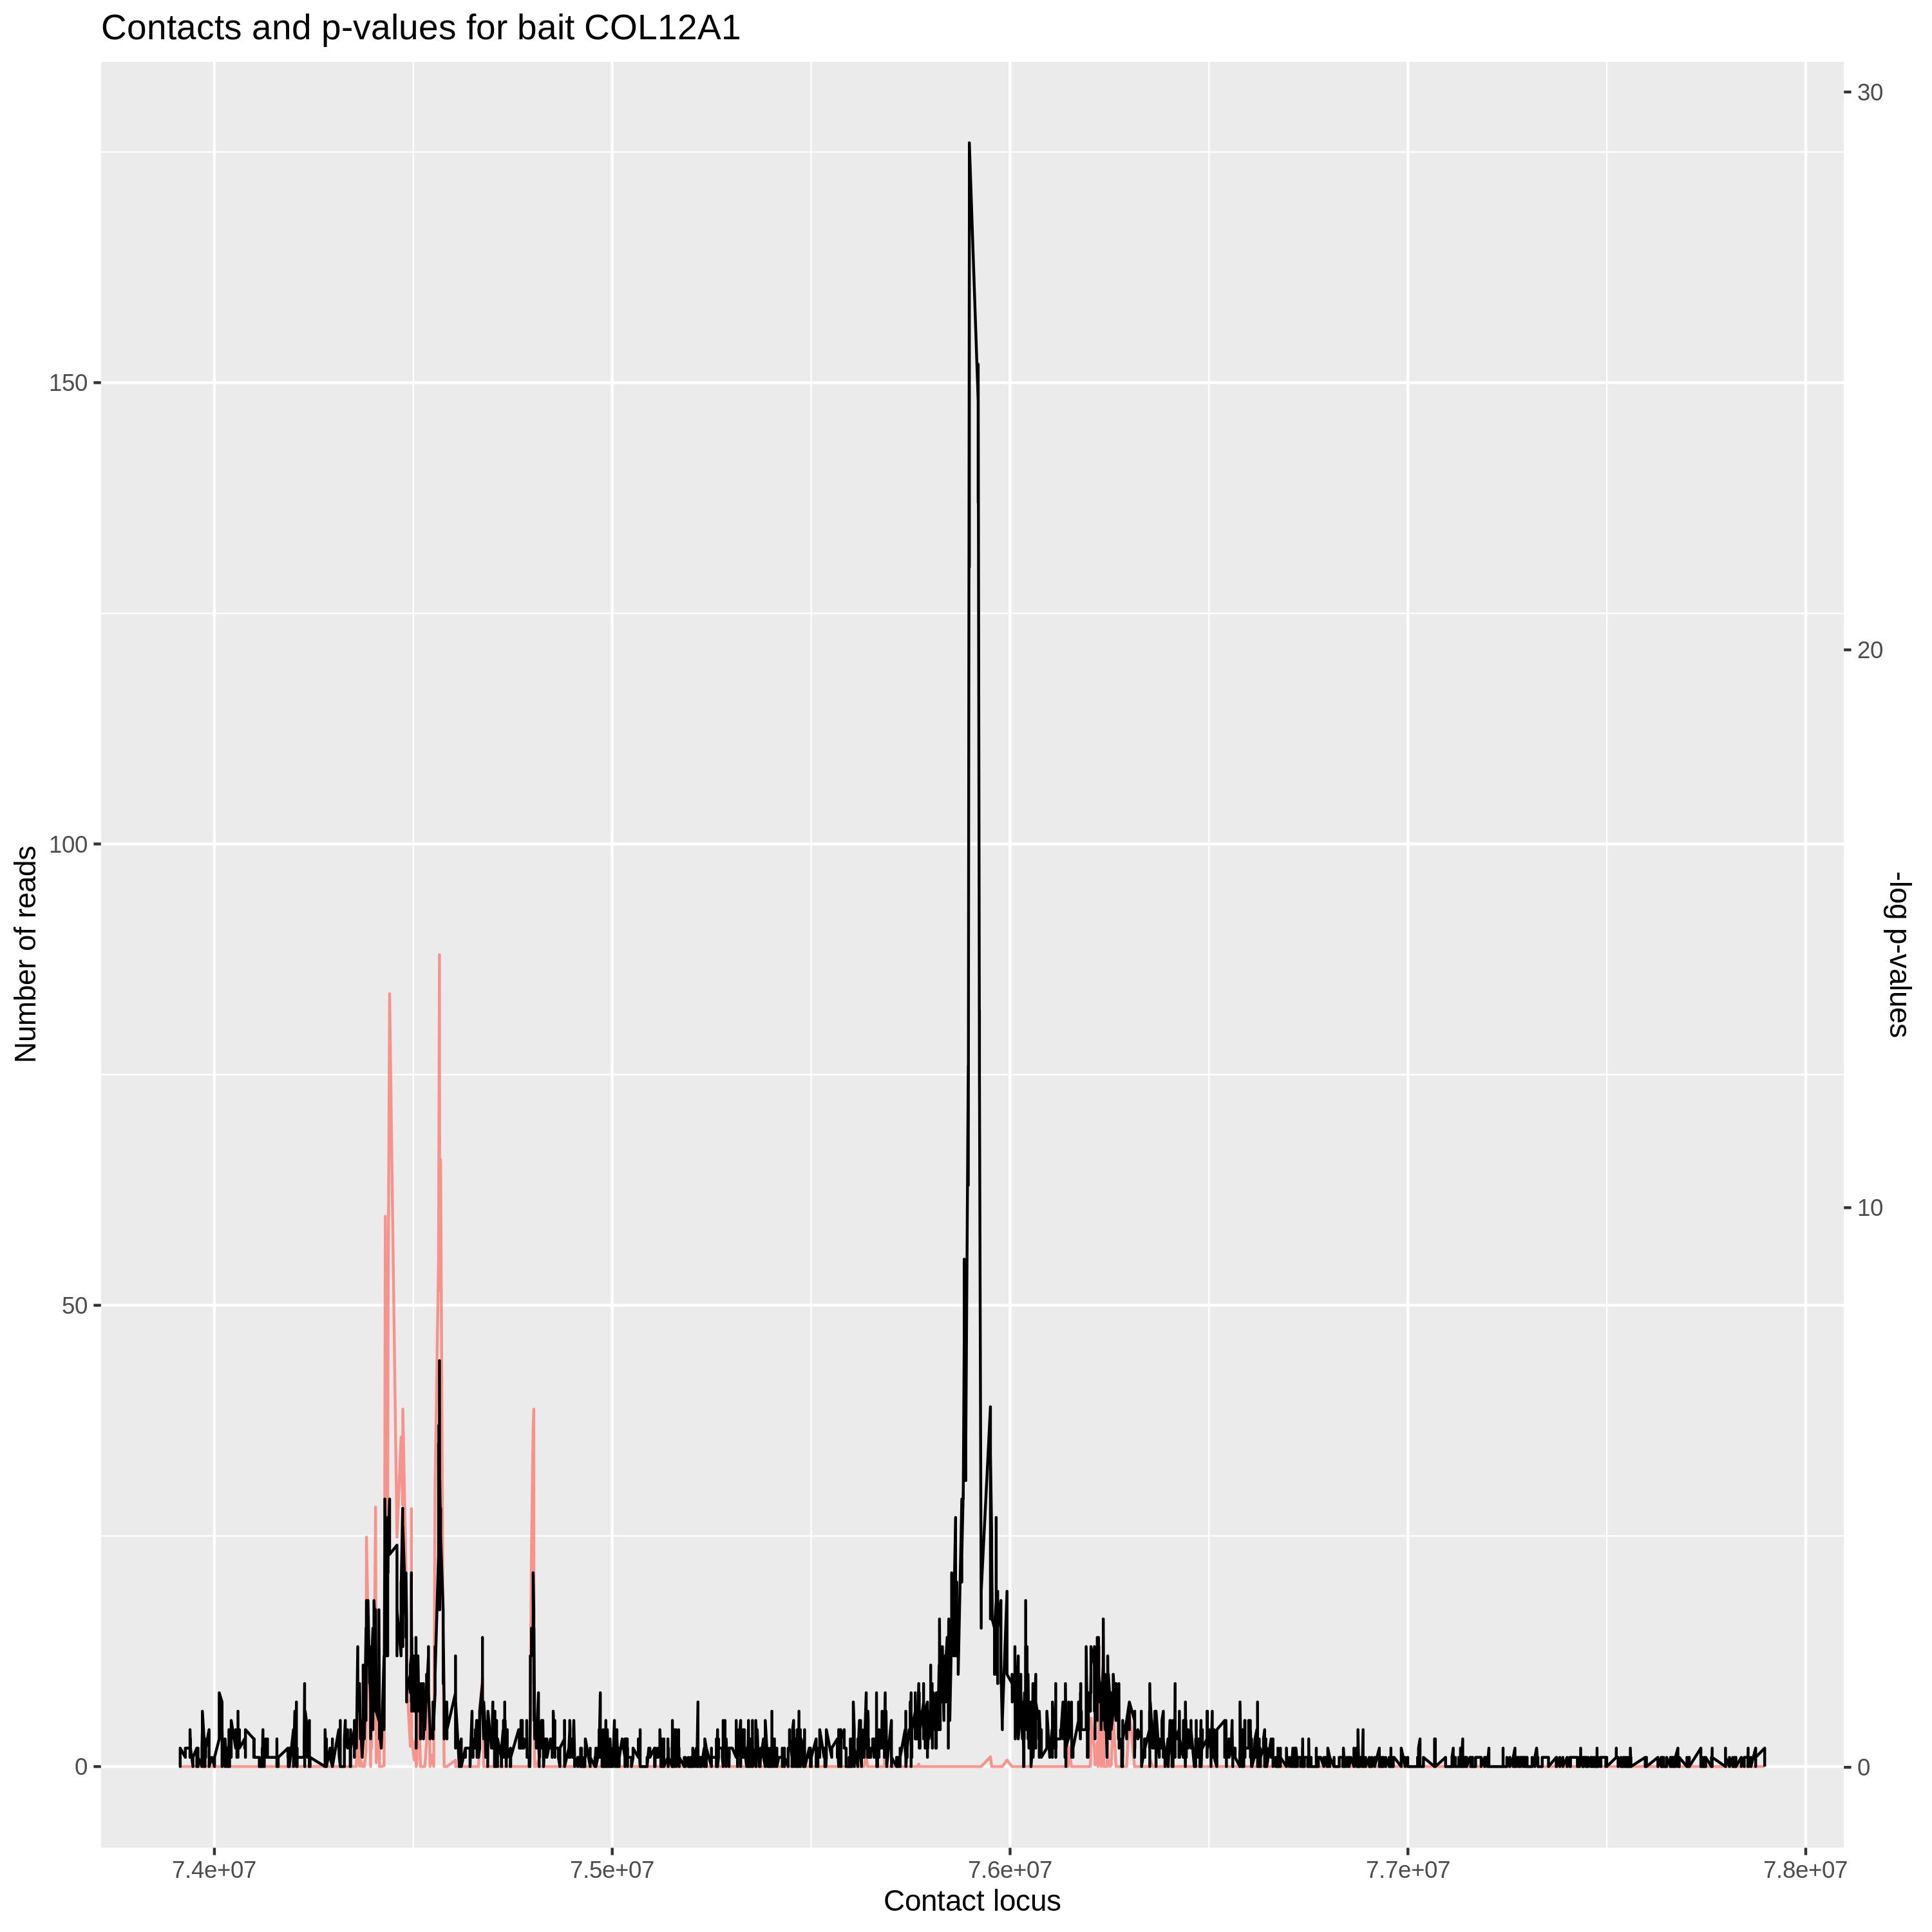 Contacts and p-values for bait COL12A1
30
150
20
100
Number of reads
-log p-values
10
50
0
0
7.4e+07
7.5e+07
7.6e+07
7.7e+07
7.8e+07
Contact locus